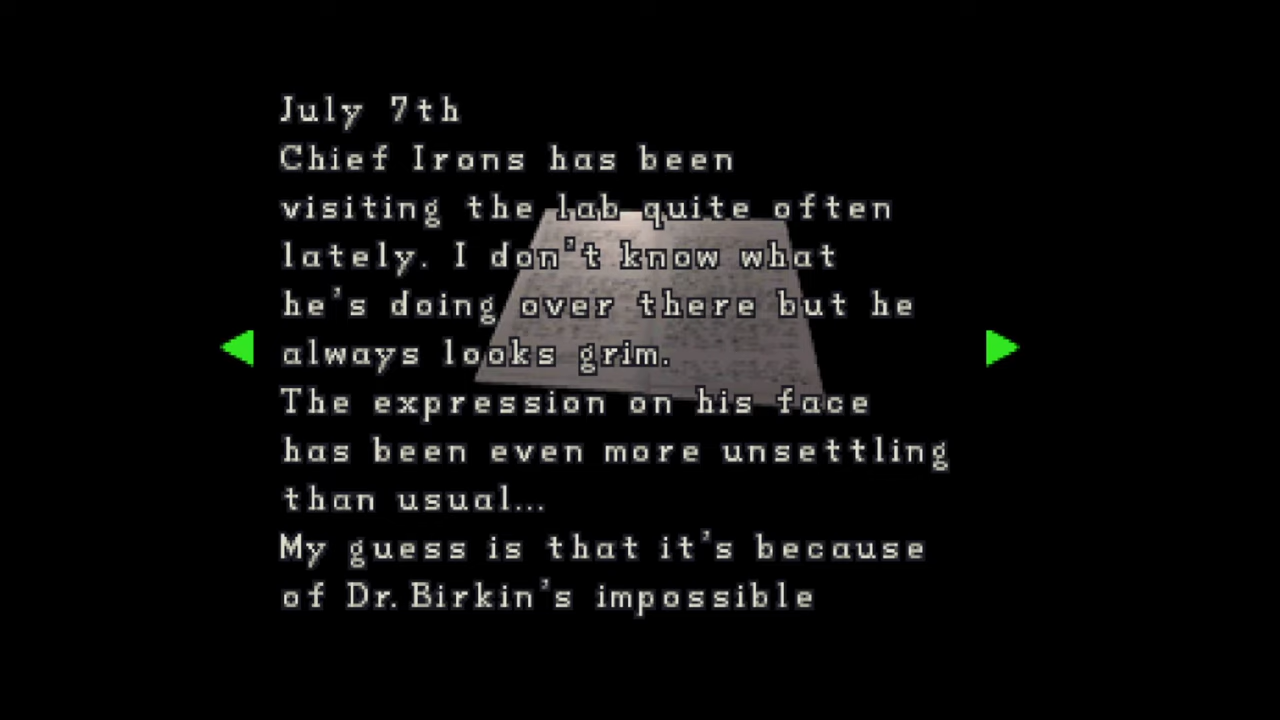 July 7th
Chief Irons has been
visiting the lab quite often
lately. I don't know what
he's doing over there but he
always looks grim.
The expression on his face
has been even more unsettling
than usual...
My guess is that it's because
of Dr. Birkin's impossible